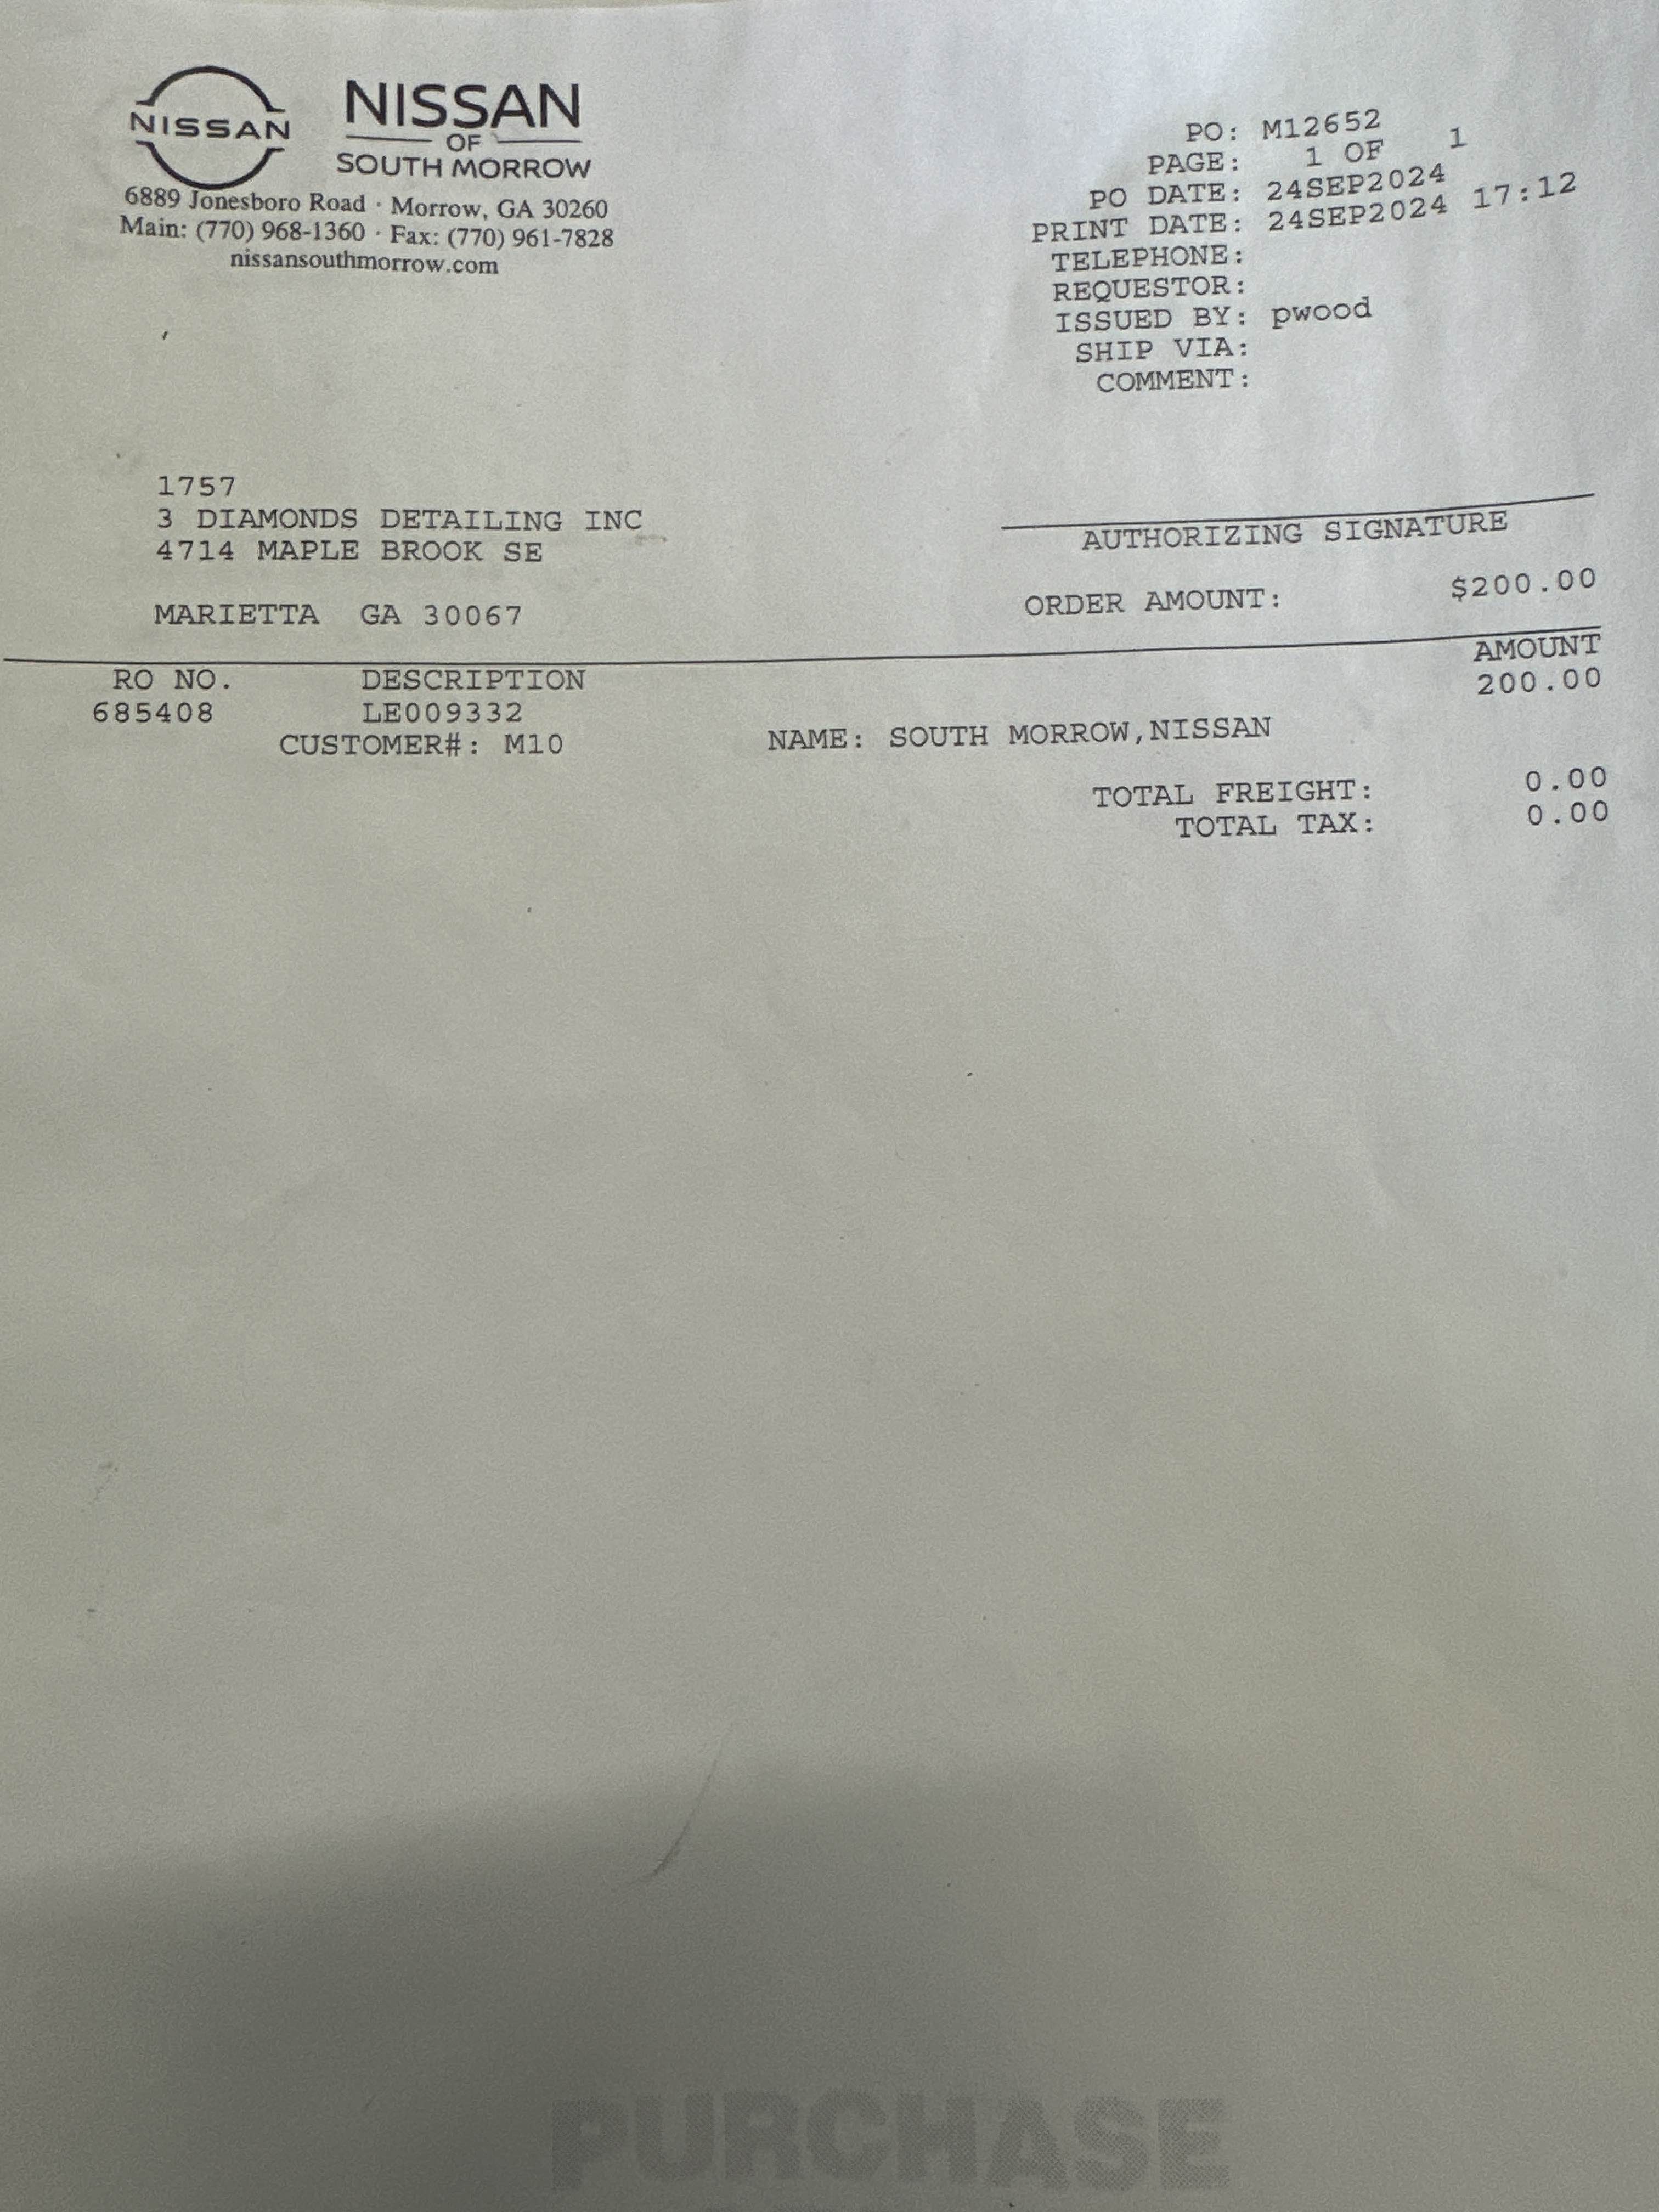 NISSAN
NISSAN
OF
SOUTH MORROW
6889 Jonesboro Road · Morrow, GA 30260
Main: (770) 968-1360 · Fax: (770) 961-7828
nissansouthmorrow.com
PO: M12652
PAGE: 1 OF 1
PO DATE: 24SEP2024
PRINT DATE: 24SEP2024 17:12
TELEPHONE:
REQUESTOR:
ISSUED BY: pwood
SHIP VIA:
COMMENT:
1757
3 DIAMONDS DETAILING INC
4714 MAPLE BROOK SE
MARIETTA GA 30067
AUTHORIZING SIGNATURE
ORDER AMOUNT: $200.00
RO NO. DESCRIPTION AMOUNT
685408 LE009332 200.00
CUSTOMER#: M10 NAME: SOUTH MORROW,NISSAN
TOTAL FREIGHT: 0.00
TOTAL TAX: 0.00
PURCHASE